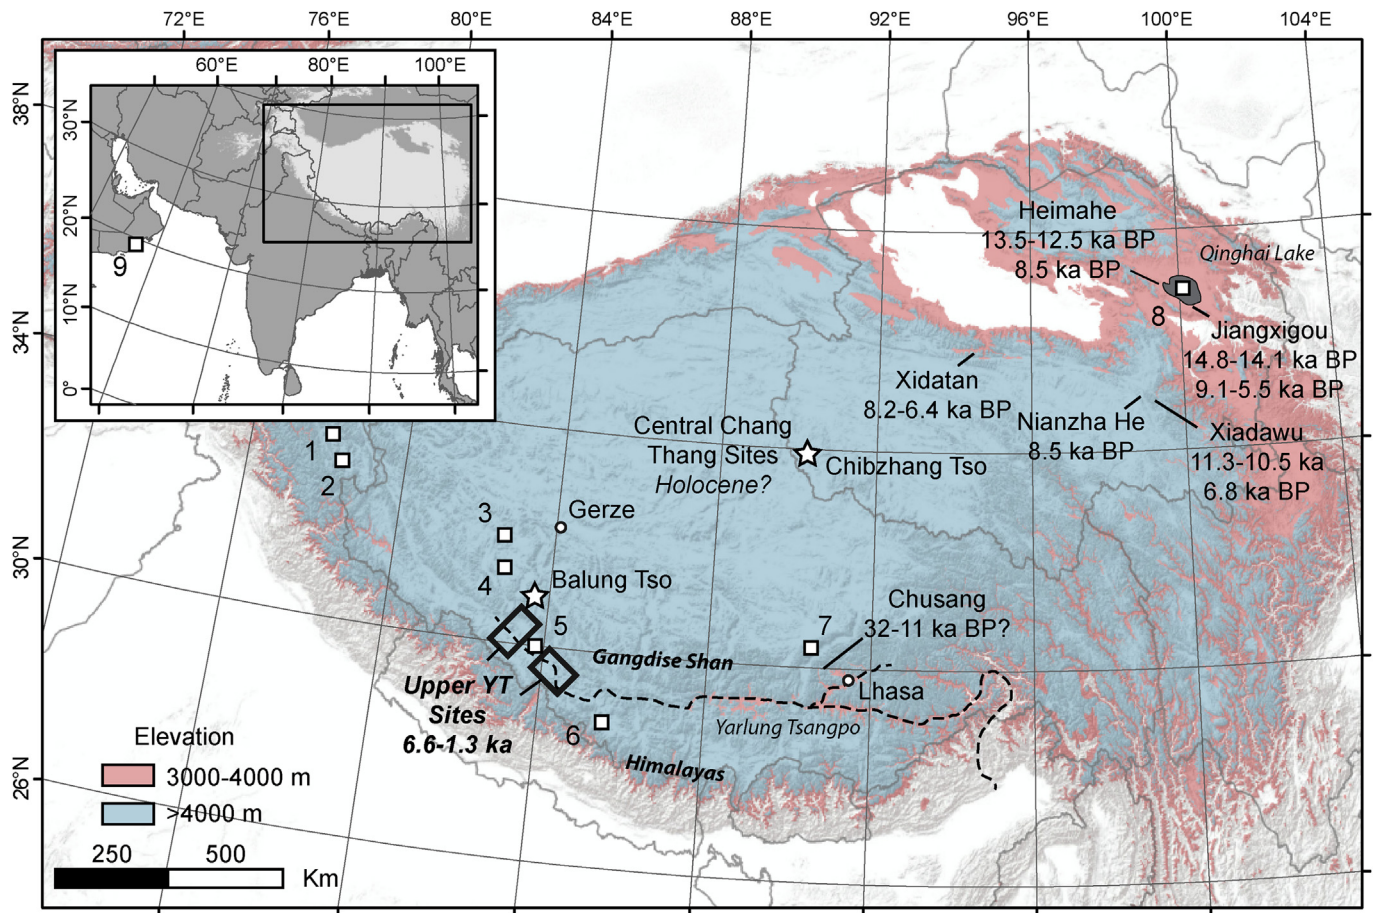 72°E
76°E
80°E
84°E
88°E
92°E
96°E
100°E
104°E
38°N
34°N
30°N
26°N
60°E
80°E
100°E
30°N
20°N
10°N
0°
9
Heimahe
13.5-12.5 ka BP
8.5 ka BP
Qinghai Lake
8
Jiangxigou
14.8-14.1 ka BP
9.1-5.5 ka BP
Xidatan
8.2-6.4 ka BP
Nianzha He
8.5 ka BP
Xiadawu
11.3-10.5 ka
6.8 ka BP
Central Chang
Thang Sites
Holocene?
Chibzhang Tso
1
2
3
Gerze
4
Balung Tso
5
Chusang
32-11 ka BP?
7
Gangdise Shan
Lhasa
Upper YT
Sites
6.6-1.3 ka
6
Yarlung Tsangpo
Himalayas
Elevation
3000-4000 m
>4000 m
250
500
Km